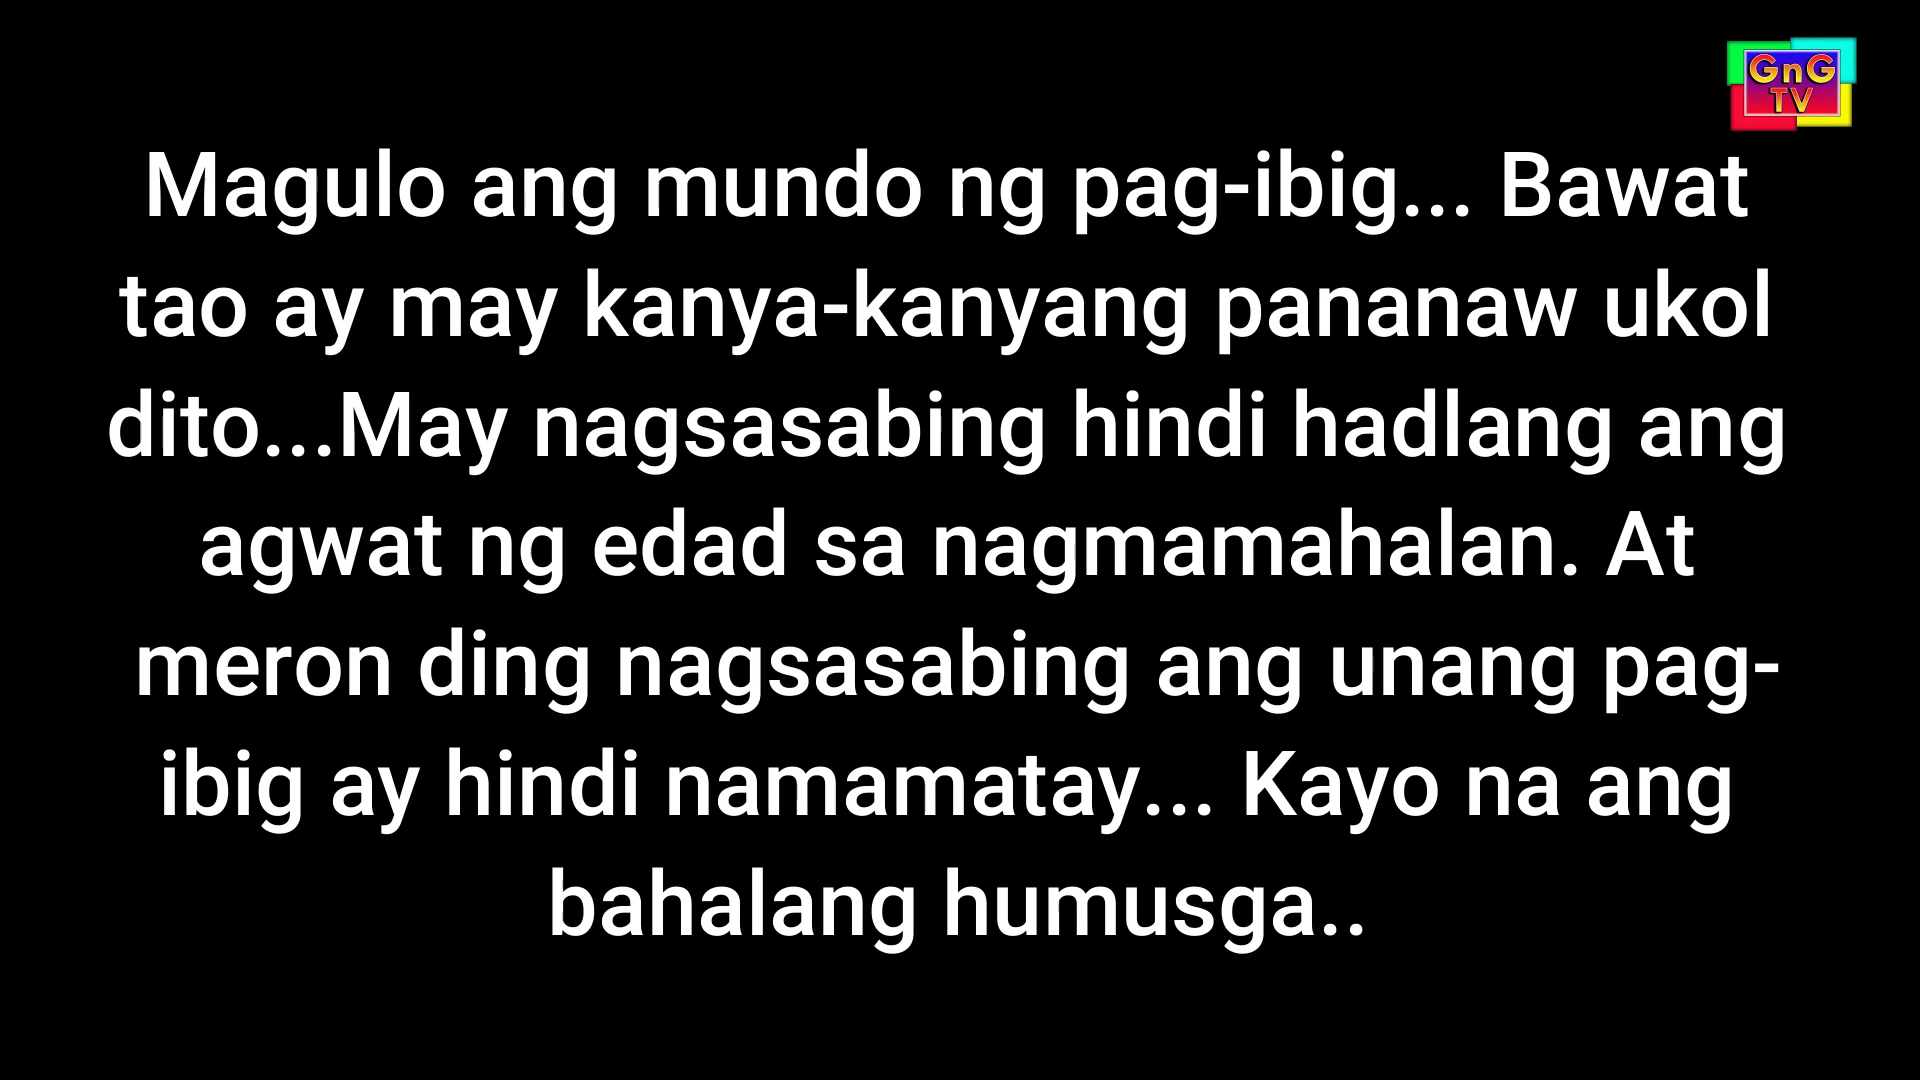 GnG
TV
Magulo ang mundo ng pag-ibig... Bawat
tao ay may kanya-kanyang pananaw ukol
dito...May nagsasabing hindi hadlang ang
agwat ng edad sa nagmamahalan. At
meron ding nagsasabing ang unang pag-
ibig ay hindi namamatay... Kayo na ang
bahalang humusga..